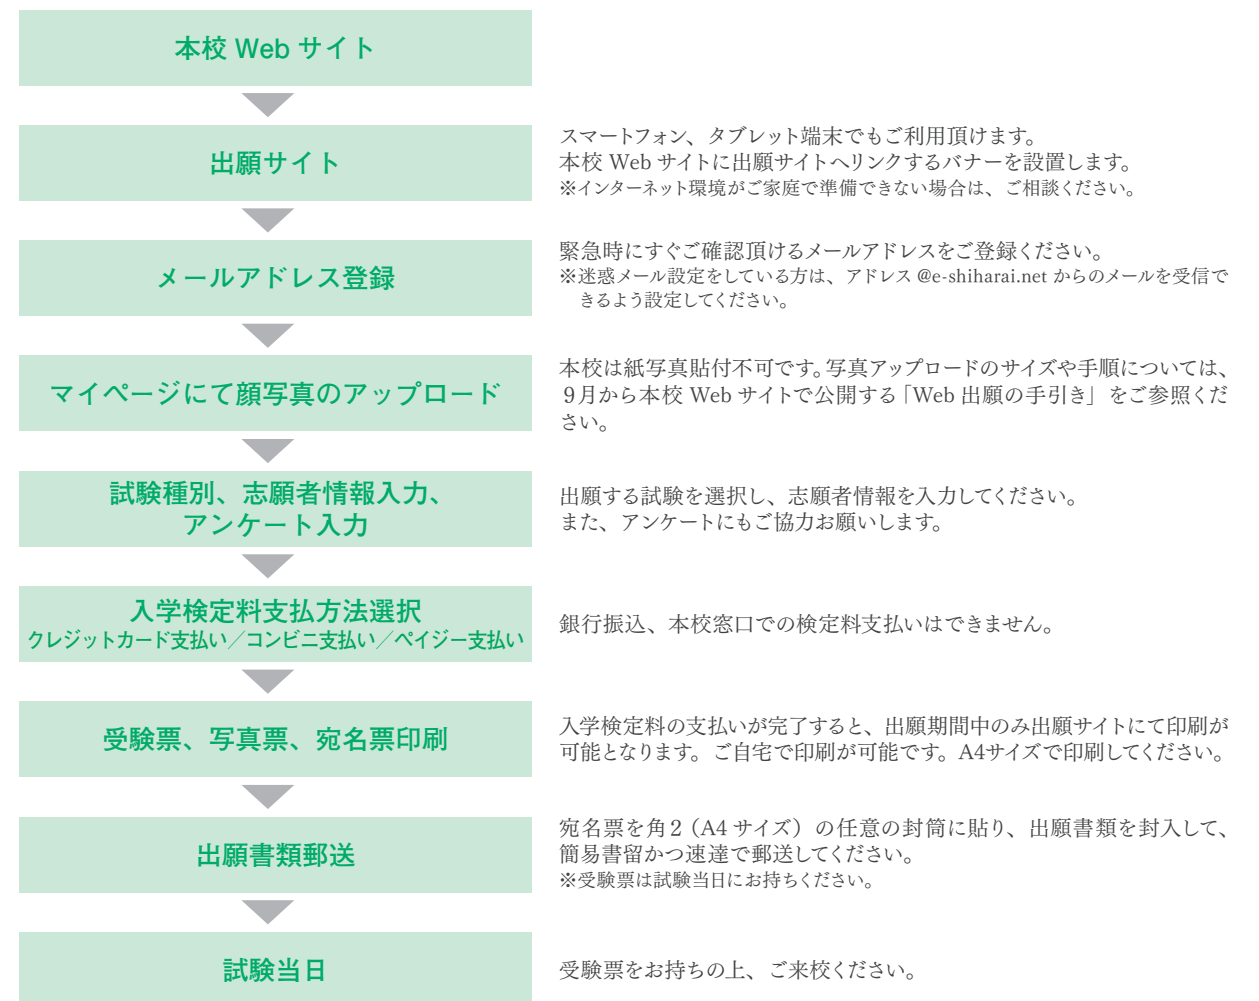 本校 Web サイト
出願サイト
スマートフォン、タブレット端末でもご利用頂けます。
本校 Web サイトに出願サイトへリンクするバナーを設置します。
※インターネット環境がご家庭で準備できない場合は、ご相談ください。
メールアドレス登録
緊急時にすぐご確認頂けるメールアドレスをご登録ください。
※迷惑メール設定をしている方は、アドレス @e-shiharai.net からのメールを受信で
きるよう設定してください。
マイページにて顔写真のアップロード
本校は紙写真貼付不可です。写真アップロードのサイズや手順については、
９月から本校 Web サイトで公開する「Web 出願の手引き」をご参照くだ
さい。
試験種別、志願者情報入力、
アンケート入力
出願する試験を選択し、志願者情報を入力してください。
また、アンケートにもご協力お願いします。
入学検定料支払方法選択
クレジットカード支払い／コンビニ支払い／ペイジー支払い
銀行振込、本校窓口での検定料支払いはできません。
受験票、写真票、宛名票印刷
入学検定料の支払いが完了すると、出願期間中のみ出願サイトにて印刷が
可能となります。ご自宅で印刷が可能です。A4サイズで印刷してください。
出願書類郵送
宛名票を角２（A4 サイズ）の任意の封筒に貼り、出願書類を封入して、
簡易書留かつ速達で郵送してください。
※受験票は試験当日にお持ちください。
試験当日
受験票をお持ちの上、ご来校ください。